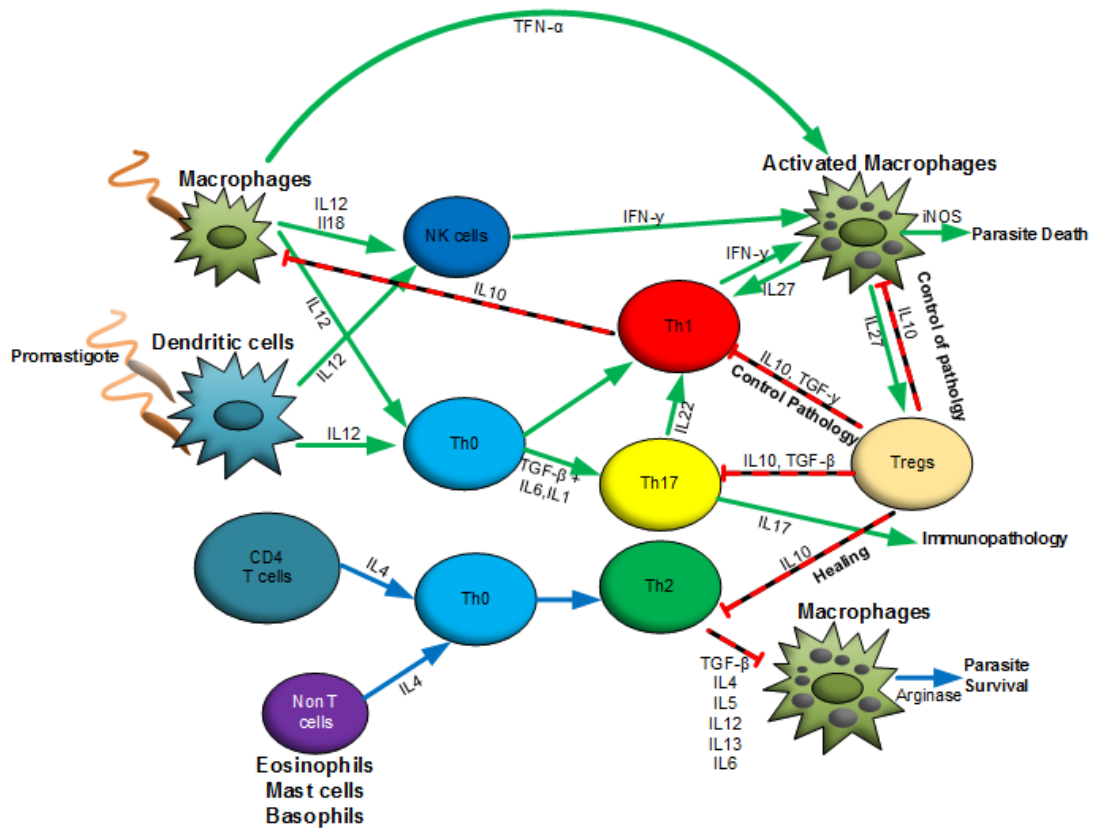 TFN-α
Macrophages
Activated Macrophages
IL12
Il18
NK cells
IFN-y
iNOS
Parasite Death
IFN-y
IL27
IL10
IL12
Th1
IL27
IL10
Control of patholgy
Promastigote
Dendritic cells
IL12
IL10, TGF-y
Control Pathology
IL12
Th0
IL22
TGF-β +
IL6,IL1
Th17
IL10, TGF-β
Tregs
IL17
Immunopathology
CD4
T cells
IL4
Th0
Th2
IL10
Healing
Macrophages
Non T
cells
IL4
TGF-β
IL4
IL5
IL12
IL13
IL6
Arginase
Parasite
Survival
Eosinophils
Mast cells
Basophils